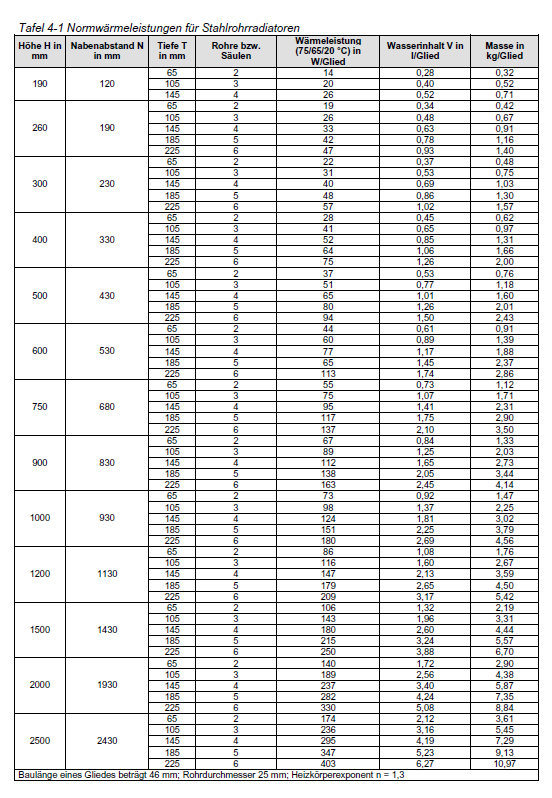 Tafel 4-1 Normwärmeleistungen für Stahlrohrradiatoren
Höhe H in mm | Nabenabstand N in mm | Tiefe T in mm | Rohre bzw. Säulen | Wärmeleistung (75/65/20 °C) in W/Glied | Wasserinhalt V in l/Glied | Masse in kg/Glied
190 | 120 | 65 | 2 | 14 | 0,28 | 0,32
105 | 3 | 20 | 0,40 | 0,52
145 | 4 | 26 | 0,52 | 0,71
260 | 190 | 65 | 2 | 19 | 0,34 | 0,42
105 | 3 | 26 | 0,48 | 0,67
145 | 4 | 33 | 0,63 | 0,91
185 | 5 | 42 | 0,78 | 1,16
225 | 6 | 47 | 0,93 | 1,40
300 | 230 | 65 | 2 | 22 | 0,37 | 0,48
105 | 3 | 31 | 0,53 | 0,75
145 | 4 | 40 | 0,69 | 1,03
185 | 5 | 48 | 0,86 | 1,30
225 | 6 | 57 | 1,02 | 1,57
400 | 330 | 65 | 2 | 28 | 0,45 | 0,62
105 | 3 | 41 | 0,65 | 0,97
145 | 4 | 52 | 0,85 | 1,31
185 | 5 | 64 | 1,06 | 1,66
225 | 6 | 75 | 1,26 | 2,00
500 | 430 | 65 | 2 | 37 | 0,53 | 0,76
105 | 3 | 51 | 0,77 | 1,18
145 | 4 | 65 | 1,01 | 1,60
185 | 5 | 80 | 1,26 | 2,01
225 | 6 | 94 | 1,50 | 2,43
600 | 530 | 65 | 2 | 44 | 0,61 | 0,91
105 | 3 | 60 | 0,89 | 1,39
145 | 4 | 77 | 1,17 | 1,88
185 | 5 | 65 | 1,45 | 2,37
225 | 6 | 113 | 1,74 | 2,86
750 | 680 | 65 | 2 | 55 | 0,73 | 1,12
105 | 3 | 75 | 1,07 | 1,71
145 | 4 | 95 | 1,41 | 2,31
185 | 5 | 117 | 1,75 | 2,90
225 | 6 | 137 | 2,10 | 3,50
900 | 830 | 65 | 2 | 67 | 0,84 | 1,33
105 | 3 | 89 | 1,25 | 2,03
145 | 4 | 112 | 1,65 | 2,73
185 | 5 | 138 | 2,05 | 3,44
225 | 6 | 163 | 2,45 | 4,14
1000 | 930 | 65 | 2 | 73 | 0,92 | 1,47
105 | 3 | 98 | 1,37 | 2,25
145 | 4 | 124 | 1,81 | 3,02
185 | 5 | 151 | 2,25 | 3,79
225 | 6 | 180 | 2,69 | 4,56
1200 | 1130 | 65 | 2 | 86 | 1,08 | 1,76
105 | 3 | 116 | 1,60 | 2,67
145 | 4 | 147 | 2,13 | 3,59
185 | 5 | 179 | 2,65 | 4,50
225 | 6 | 209 | 3,17 | 5,42
1500 | 1430 | 65 | 2 | 106 | 1,32 | 2,19
105 | 3 | 143 | 1,96 | 3,31
145 | 4 | 180 | 2,60 | 4,44
185 | 5 | 215 | 3,24 | 5,57
225 | 6 | 250 | 3,88 | 6,70
2000 | 1930 | 65 | 2 | 140 | 1,72 | 2,90
105 | 3 | 189 | 2,56 | 4,38
145 | 4 | 237 | 3,40 | 5,87
185 | 5 | 282 | 4,24 | 7,35
225 | 6 | 330 | 5,08 | 8,84
2500 | 2430 | 65 | 2 | 174 | 2,12 | 3,61
105 | 3 | 236 | 3,16 | 5,45
145 | 4 | 295 | 4,19 | 7,29
185 | 5 | 347 | 5,23 | 9,13
225 | 6 | 403 | 6,27 | 10,97
Baulänge eines Gliedes beträgt 46 mm; Rohrdurchmesser 25 mm; Heizkörperexponent n = 1,3